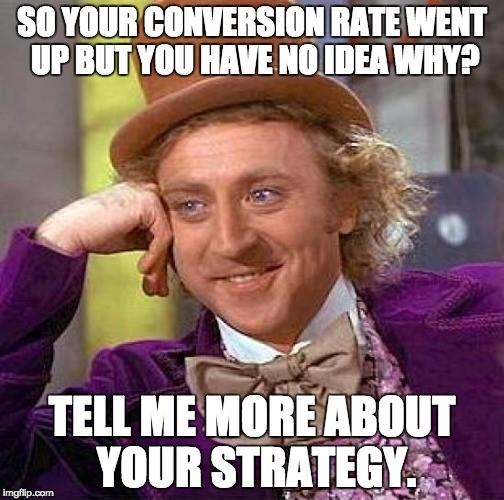 SO YOUR CONVERSION RATE WENT
UP BUT YOU HAVE NO IDEA WHY?
TELL ME MORE ABOUT
YOUR STRATEGY.
imgflip.com